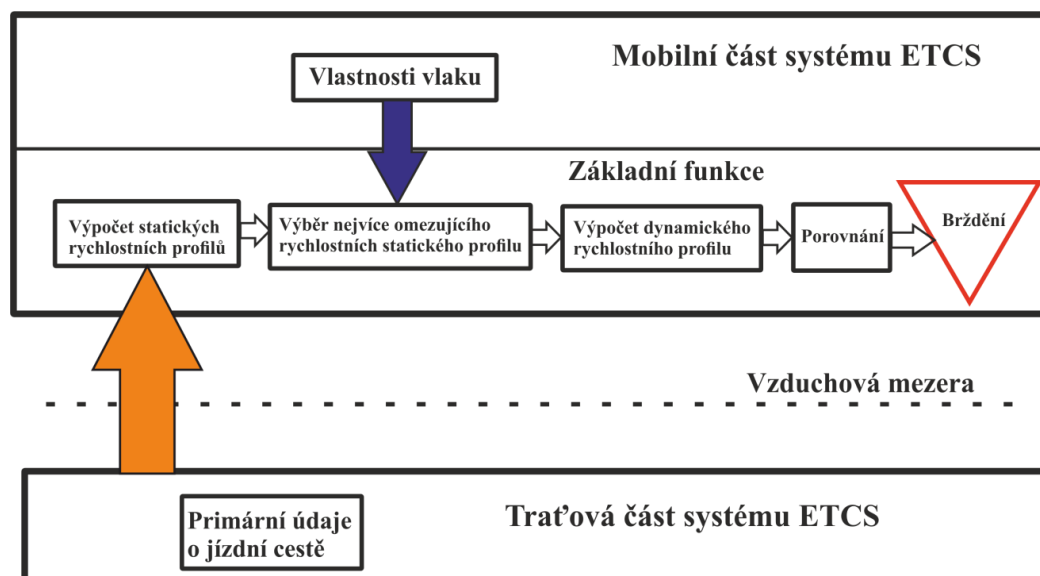 Mobilní část systému ETCS
Vlastnosti vlaku
Základní funkce
Výpočet statických
rychlostních profilů
Výběr nejvíce omezujícího
rychlostních statického profilu
Výpočet dynamického
rychlostního profilu
Porovnání
Brždění
Vzduchová mezera
Traťová část systému ETCS
Primární údaje
o jízdní cestě